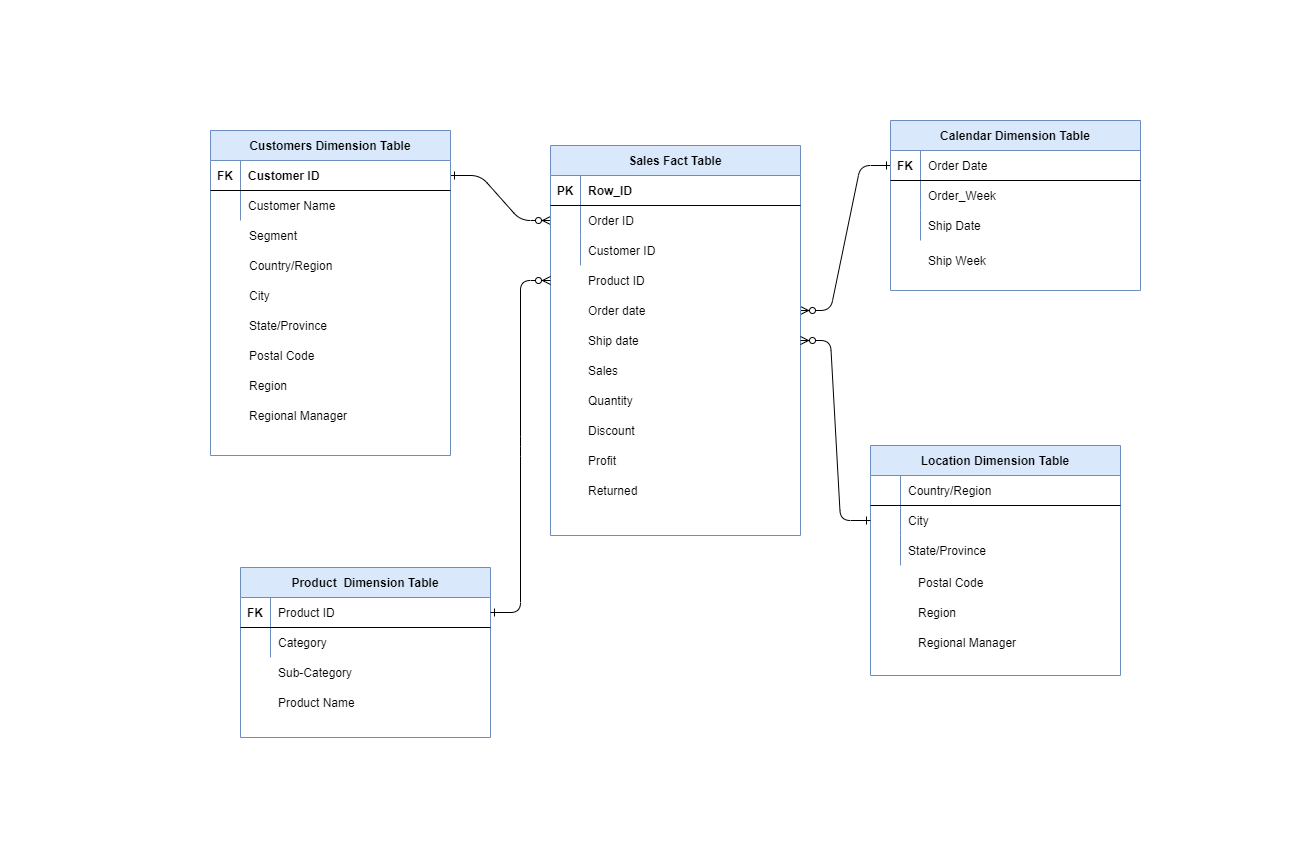 Customers Dimension Table
FK Customer ID
Customer Name
Segment
Country/Region
City
State/Province
Postal Code
Region
Regional Manager
Sales Fact Table
PK Row_ID
Order ID
Customer ID
Product ID
Order date
Ship date
Sales
Quantity
Discount
Profit
Returned
Calendar Dimension Table
FK Order Date
Order_Week
Ship Date
Ship Week
Location Dimension Table
Country/Region
City
State/Province
Postal Code
Region
Regional Manager
Product  Dimension Table
FK Product ID
Category
Sub-Category
Product Name